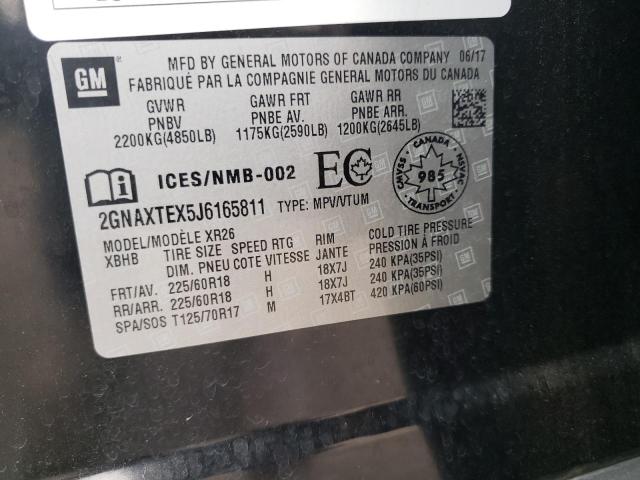 GM
MFD BY GENERAL MOTORS OF CANADA COMPANY 06/17
FABRIQUÉ PAR LA COMPAGNIE GENERAL MOTORS DU CANADA
GVWR GAWR FRT GAWR RR
PNBV PNBE AV. PNBE ARR.
2200KG(4850LB) 1175KG(2590LB) 1200KG(2645LB)
ICES/NMB-002 EC
CANADA
CMVSS NSVAC
985
TRANSPORT
2GNAXTEX5J6165811 TYPE: MPV/VTUM
MODEL/MODÈLE XR26
XBHB TIRE SIZE SPEED RTG RIM COLD TIRE PRESSURE
DIM. PNEU COTE VITESSE JANTE PRESSION À FROID
FRT/AV. 225/60R18 H 18X7J 240 KPA(35PSI)
RR/ARR. 225/60R18 H 18X7J 240 KPA(35PSI)
SPA/SOS T125/70R17 M 17X4BT 420 KPA(60PSI)